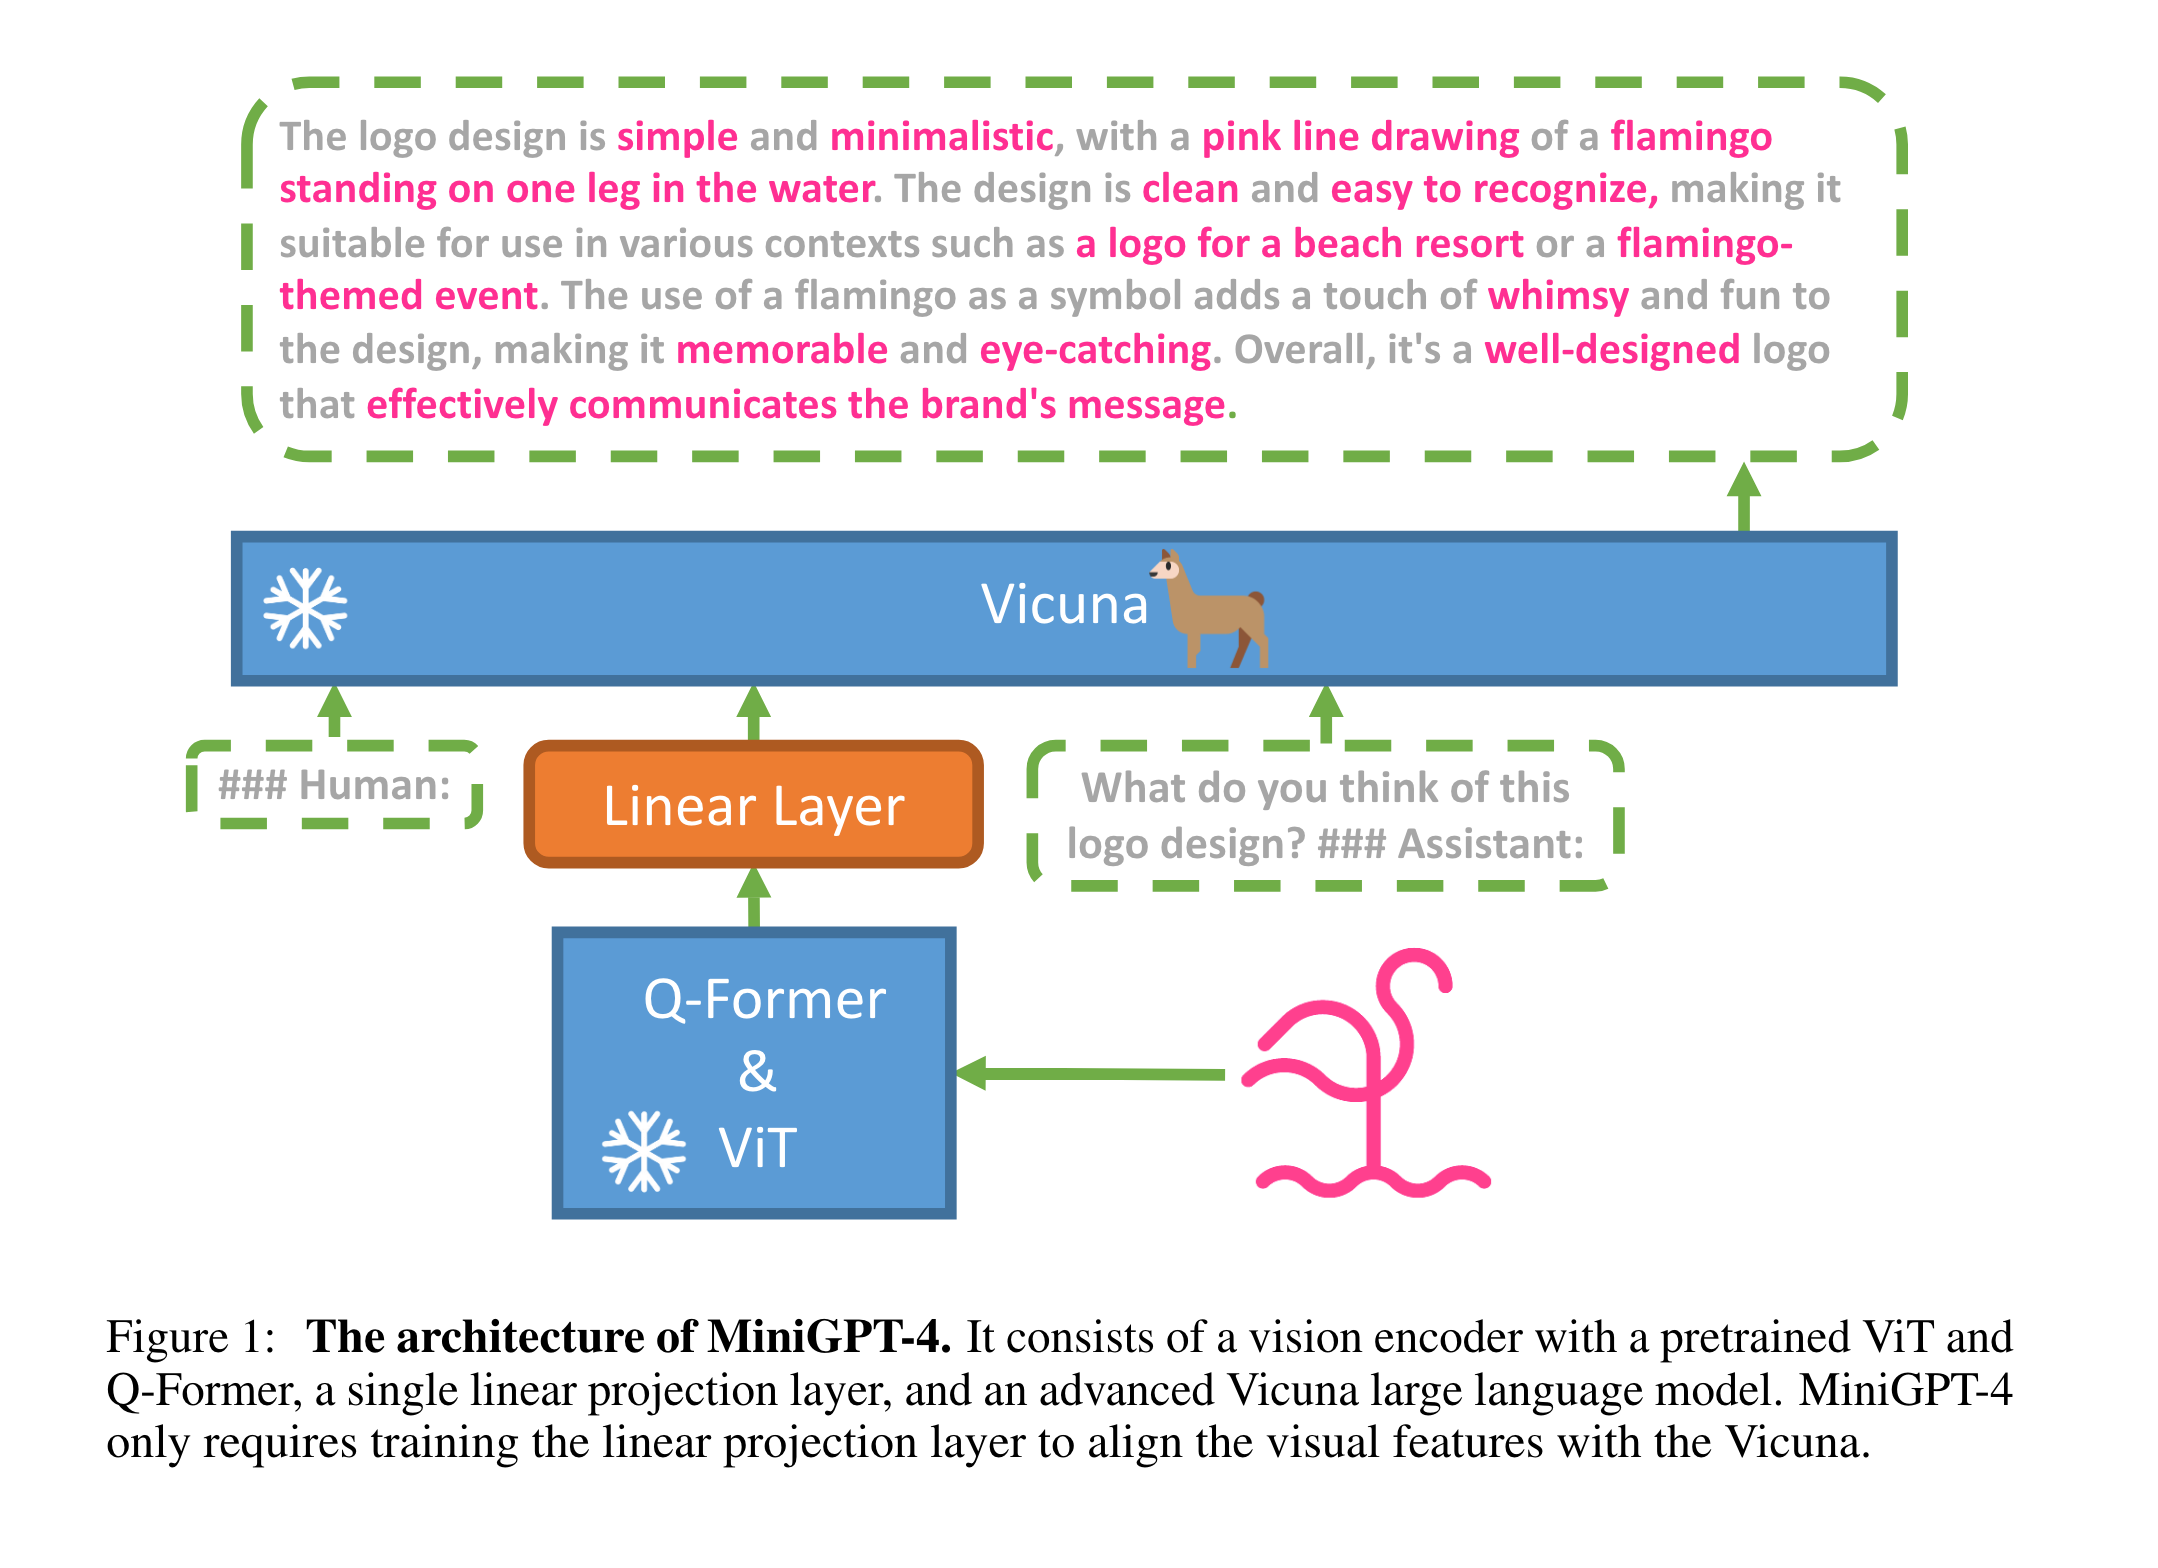 The logo design is simple and minimalistic, with a pink line drawing of a flamingo
standing on one leg in the water. The design is clean and easy to recognize, making it
suitable for use in various contexts such as a logo for a beach resort or a flamingo-
themed event. The use of a flamingo as a symbol adds a touch of whimsy and fun to
the design, making it memorable and eye-catching. Overall, it's a well-designed logo
that effectively communicates the brand's message.
Vicuna
### Human:
Linear Layer
What do you think of this
logo design? ### Assistant:
Q-Former
&
ViT
Figure 1: The architecture of MiniGPT-4. It consists of a vision encoder with a pretrained ViT and
Q-Former, a single linear projection layer, and an advanced Vicuna large language model. MiniGPT-4
only requires training the linear projection layer to align the visual features with the Vicuna.